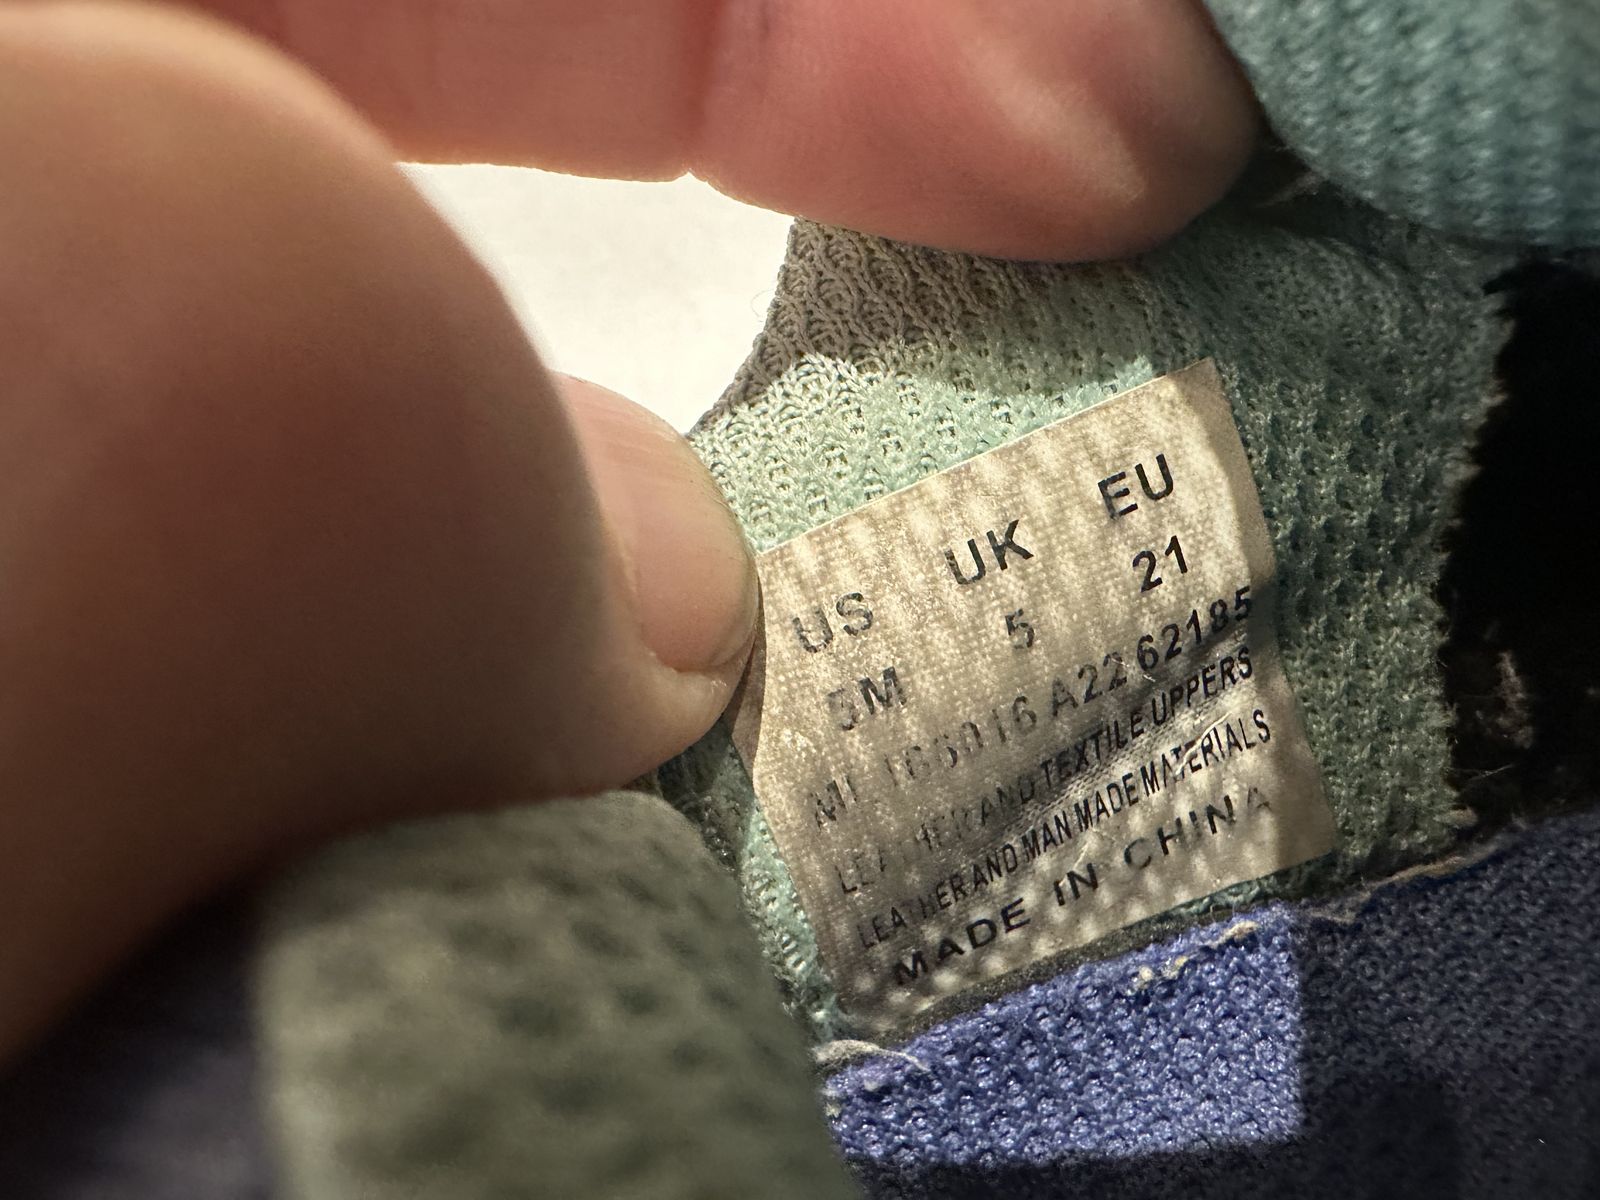 US UK EU
5M 5 21
A22 62185
LEATHER AND TEXTILE UPPERS
LEATHER AND MAN MADE MATERIALS
MADE IN CHINA